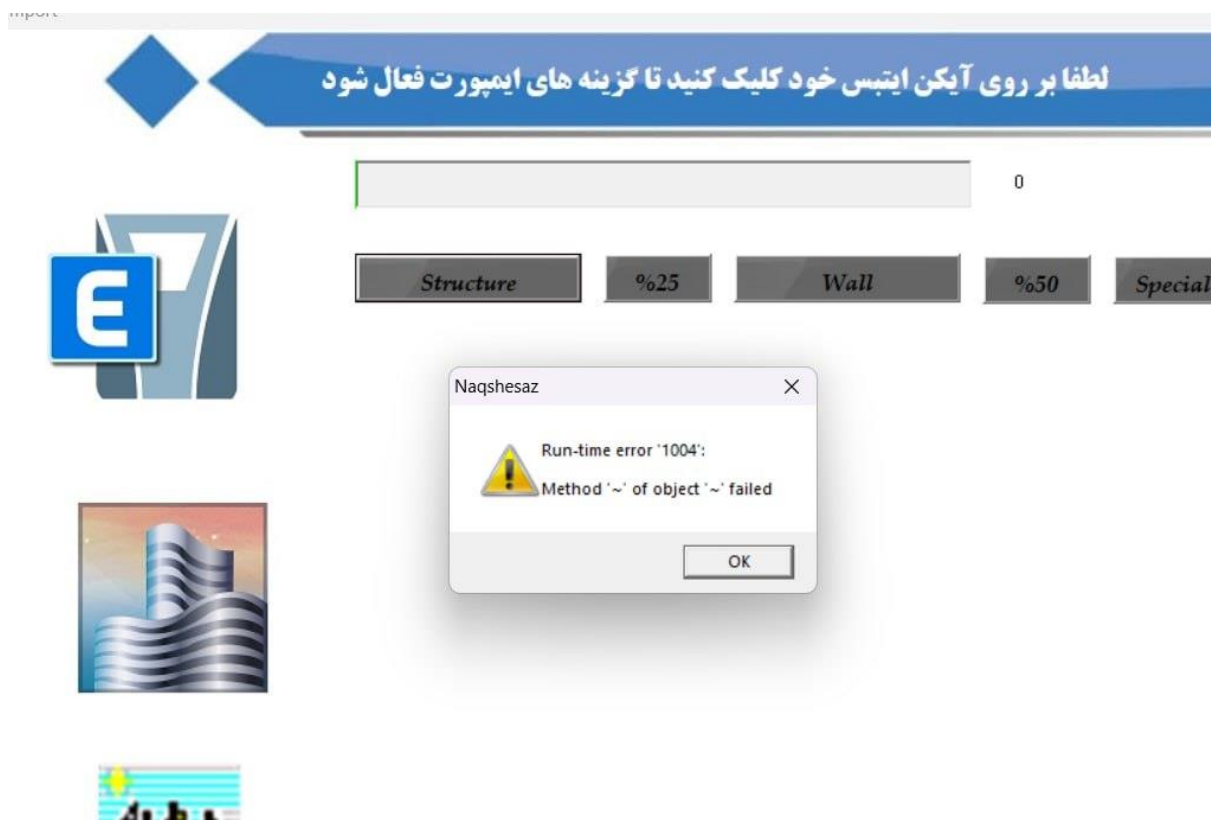 لطفا بر روی آیکن ایتبس خود کلیک کنید تا گزینه های ایمپورت فعال شود
0
Structure %25 Wall %50 Special
E
Naqshesaz
Run-time error '1004':
Method '~' of object '~' failed
OK